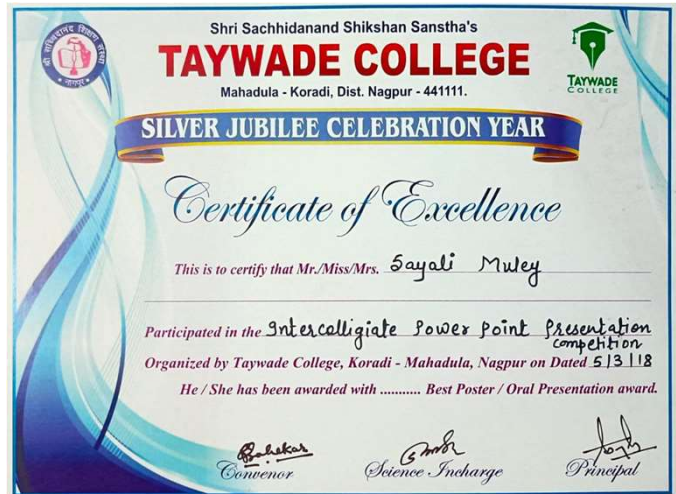 श्री सच्चिदानंद शिक्षण संस्था
नागपुर
Shri Sachhidanand Shikshan Sanstha's
TAYWADE COLLEGE
Mahadula - Koradi, Dist. Nagpur - 441111.
TAYWADE
COLLEGE
SILVER JUBILEE CELEBRATION YEAR
Certificate of Excellence
This is to certify that Mr./Miss/Mrs. Sayali Muley
Participated in the Intercolligiate Power Point Presentation
competition
Organized by Taywade College, Koradi - Mahadula, Nagpur on Dated 5/3/18
He / She has been awarded with ........... Best Poster / Oral Presentation award.
Convenor Science Incharge Principal